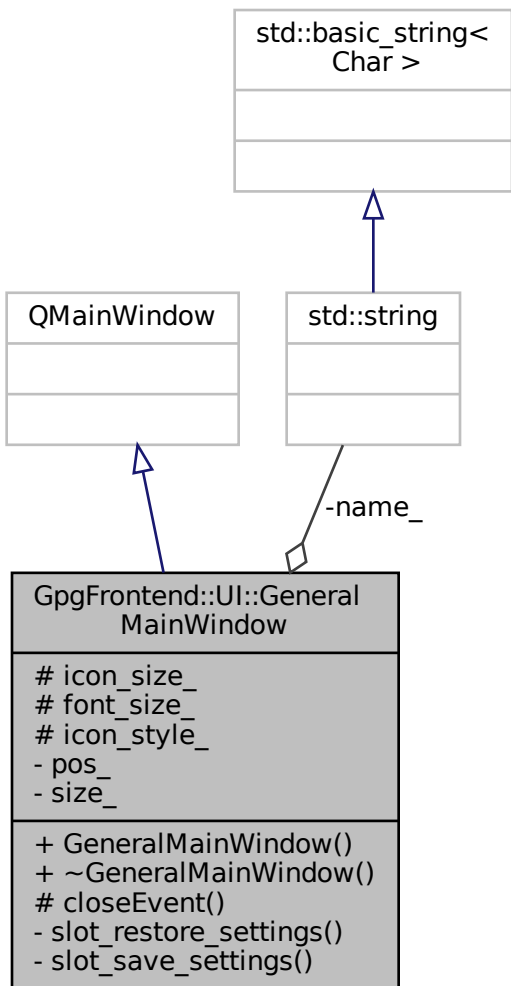 std::basic_string<
Char >
QMainWindow
std::string
-name_
GpgFrontend::UI::General
MainWindow
# icon_size_
# font_size_
# icon_style_
- pos_
- size_
+ GeneralMainWindow()
+ ~GeneralMainWindow()
# closeEvent()
- slot_restore_settings()
- slot_save_settings()